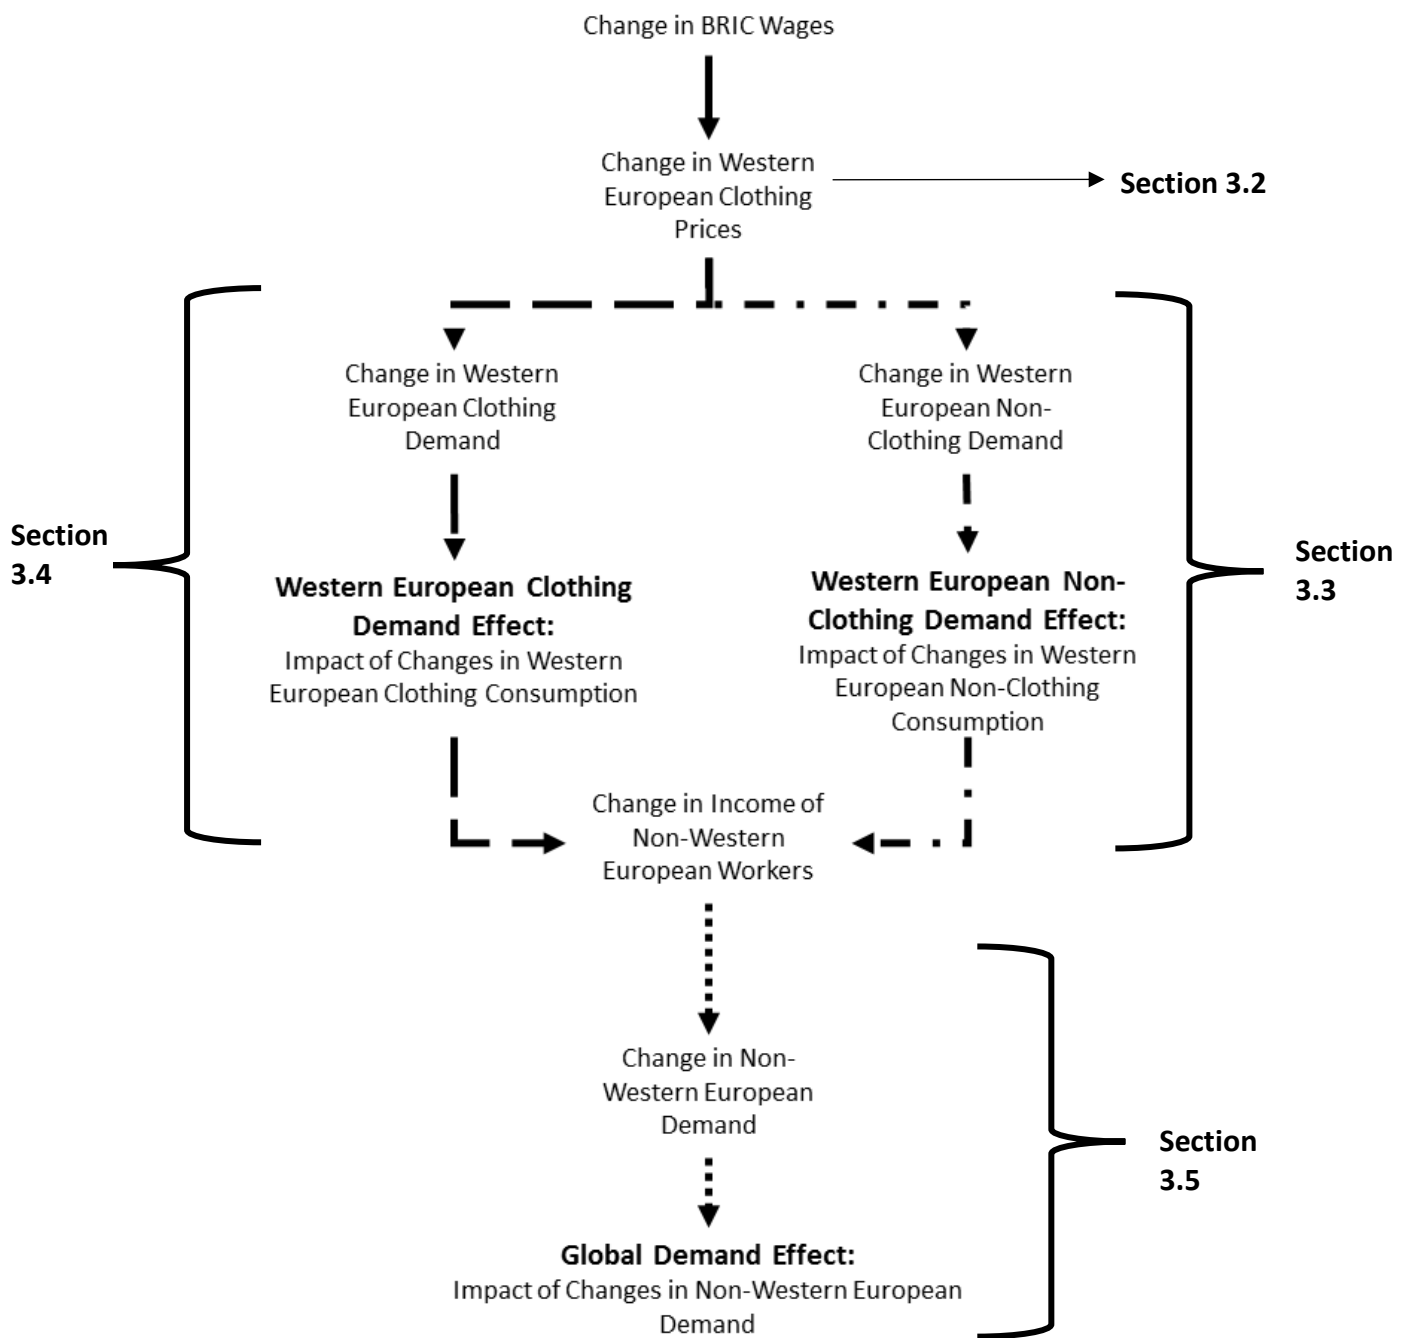 Change in BRIC Wages
Change in Western
European Clothing
Prices
Section 3.2
Change in Western
European Clothing
Demand
Change in Western
European Non-
Clothing Demand
Section
3.4
Western European Clothing
Demand Effect:
Impact of Changes in Western
European Clothing Consumption
Western European Non-
Clothing Demand Effect:
Impact of Changes in Western
European Non-Clothing
Consumption
Section
3.3
Change in Income of
Non-Western
European Workers
Change in Non-
Western European
Demand
Section
3.5
Global Demand Effect:
Impact of Changes in Non-Western European
Demand